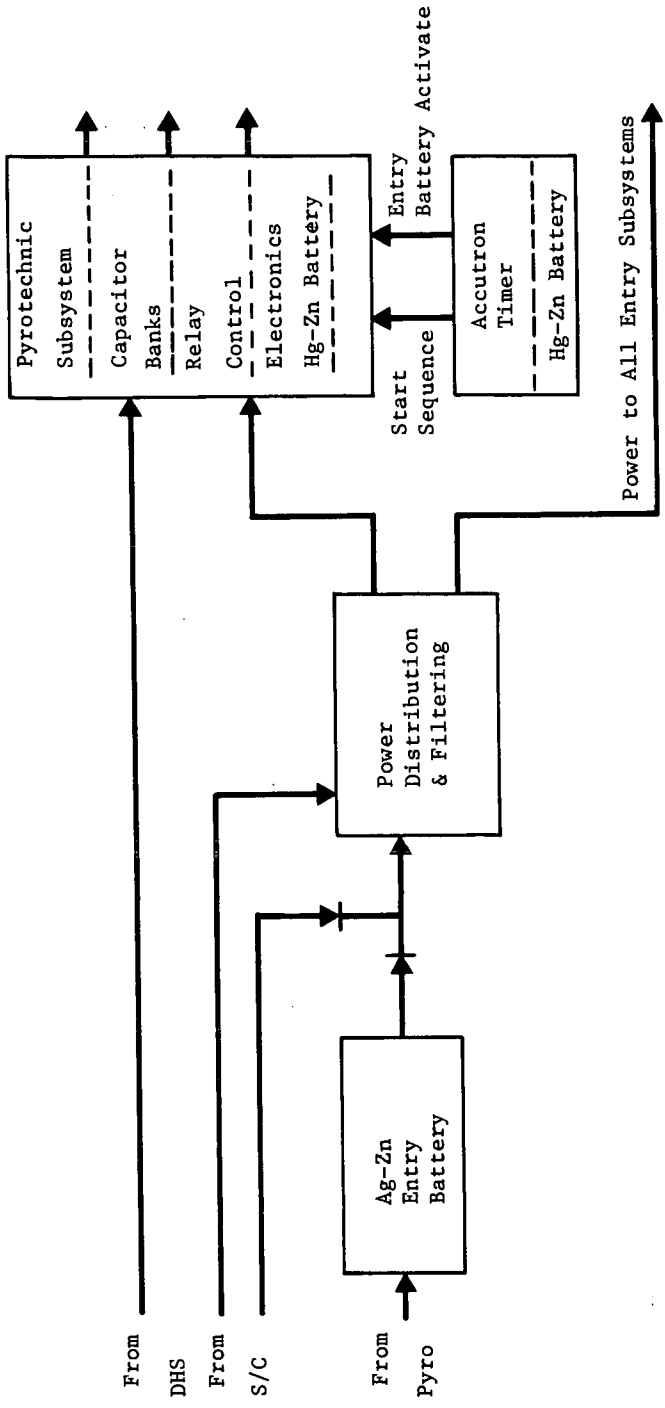 From
DHS
From
S/C
From
Pyro
Ag-Zn
Entry
Battery
Power
Distribution
& Filtering
Pyrotechnic
Subsystem
Capacitor
Banks
Relay
Control
Electronics
Hg-Zn Battery
Start
Sequence
Entry
Battery Activate
Accutron
Timer
Hg-Zn Battery
Power to All Entry Subsystems